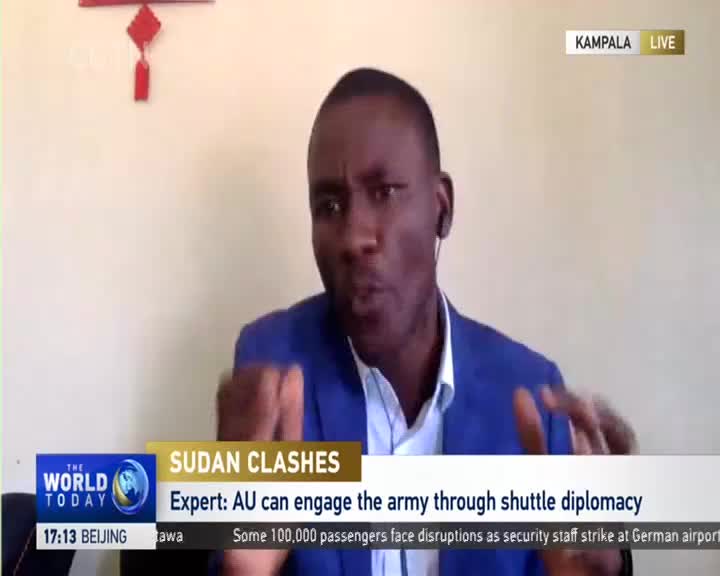 KAMPALA LIVE
SUDAN CLASHES
THE
WORLD
TODAY
Expert: AU can engage the army through shuttle diplomacy
17:13 BEIJING
tawa Some 100,000 passengers face disruptions as security staff strike at German airport